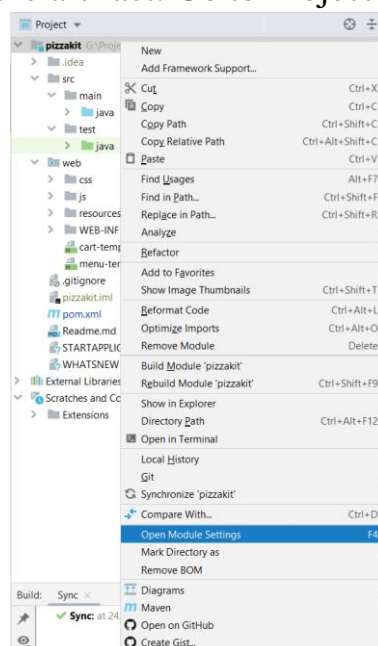 Project
pizzakit G:\Proje
.idea
src
main
java
test
java
web
css
js
resources
WEB-INF
cart-temp
menu-ter
.gitignore
pizzakit.iml
pom.xml
Readme.md
STARTAPPLIC
WHATSNEW
External Libraries
Scratches and Co
Extensions
New
Add Framework Support...
Cut Ctrl+X
Copy Ctrl+C
Copy Path Ctrl+Shift+C
Copy Relative Path Ctrl+Alt+Shift+C
Paste Ctrl+V
Find Usages Alt+F7
Find in Path... Ctrl+Shift+F
Replace in Path... Ctrl+Shift+R
Analyze
Refactor
Add to Favorites
Show Image Thumbnails Ctrl+Shift+T
Reformat Code Ctrl+Alt+L
Optimize Imports Ctrl+Alt+O
Remove Module Delete
Build Module 'pizzakit'
Rebuild Module 'pizzakit' Ctrl+Shift+F9
Show in Explorer
Directory Path Ctrl+Alt+F12
Open in Terminal
Local History
Git
Synchronize 'pizzakit'
Compare With... Ctrl+D
Open Module Settings F4
Mark Directory as
Remove BOM
Diagrams
Maven
Open on GitHub
Create Gist...
Build: Sync
Sync: at 24.